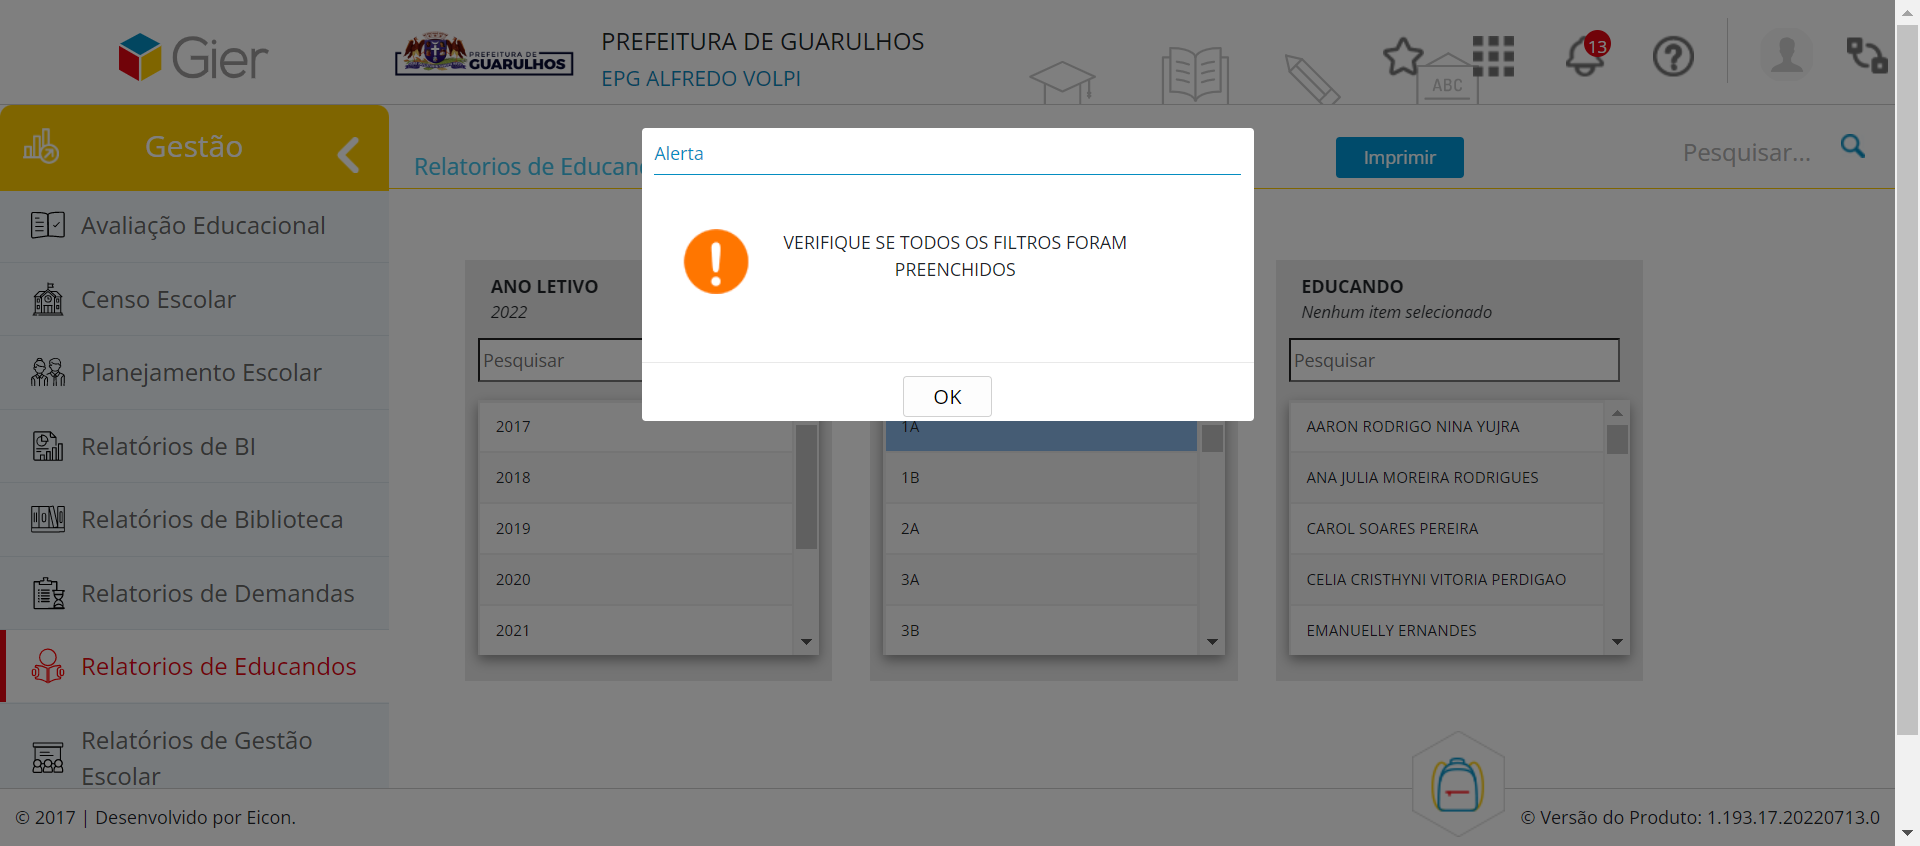 Gier
PREFEITURA DE
GUARULHOS
PREFEITURA DE GUARULHOS
EPG ALFREDO VOLPI
ABC
13
Gestão
Relatorios de Educan
Imprimir
Pesquisar...
Alerta
VERIFIQUE SE TODOS OS FILTROS FORAM
PREENCHIDOS
OK
Avaliação Educacional
Censo Escolar
Planejamento Escolar
Relatórios de BI
Relatórios de Biblioteca
Relatorios de Demandas
Relatorios de Educandos
Relatórios de Gestão
Escolar
ANO LETIVO
2022
Pesquisar
2017
2018
2019
2020
2021
1A
1B
2A
3A
3B
EDUCANDO
Nenhum item selecionado
Pesquisar
AARON RODRIGO NINA YUJRA
ANA JULIA MOREIRA RODRIGUES
CAROL SOARES PEREIRA
CELIA CRISTHYNI VITORIA PERDIGAO
EMANUELLY ERNANDES
© 2017 | Desenvolvido por Eicon.
© Versão do Produto: 1.193.17.20220713.0